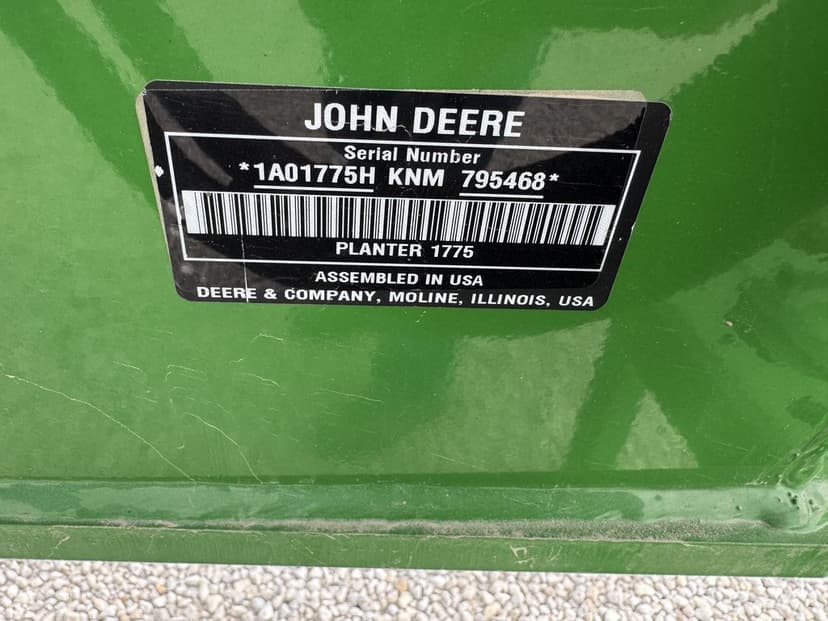 JOHN DEERE
Serial Number
*1A01775H KNM 795468*
PLANTER 1775
ASSEMBLED IN USA
DEERE & COMPANY, MOLINE, ILLINOIS, USA